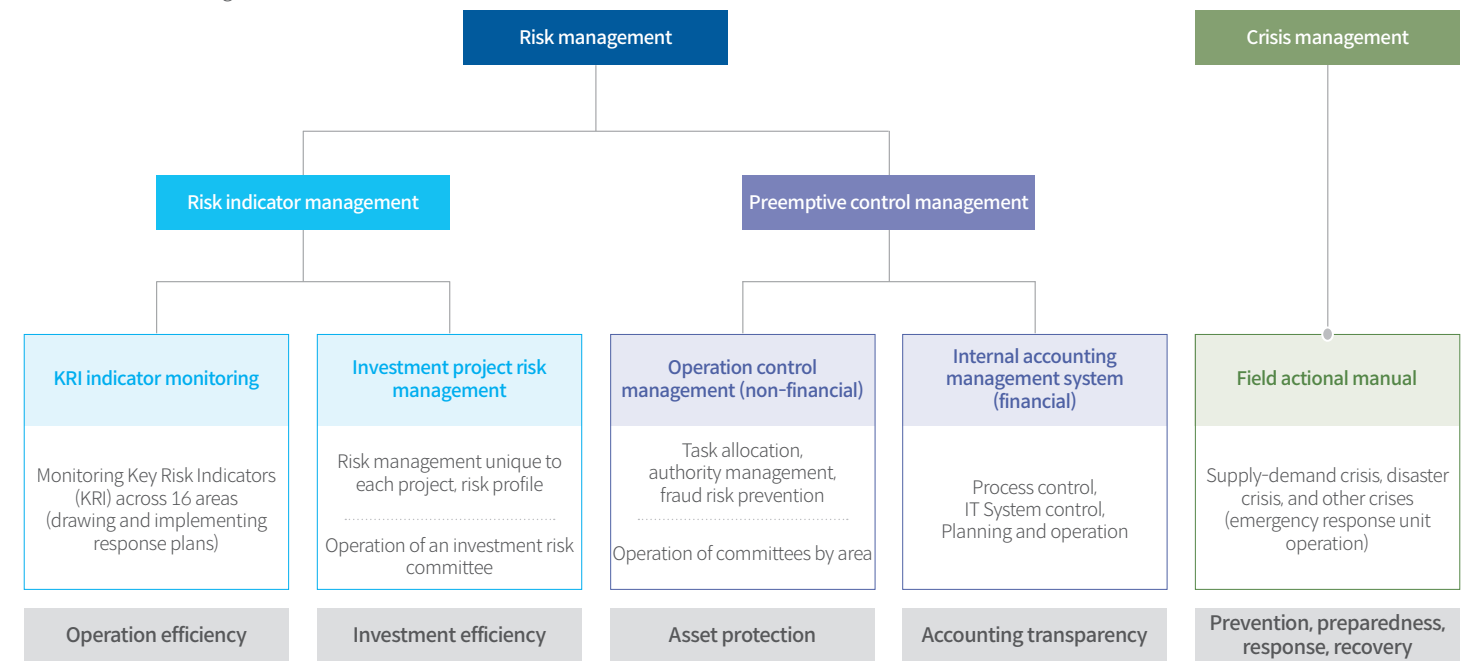 Risk management
Crisis management
Risk indicator management
Preemptive control management
KRI indicator monitoring
Monitoring Key Risk Indicators
(KRI) across 16 areas
(drawing and implementing
response plans)
Operation efficiency
Investment project risk
management
Risk management unique to
each project, risk profile
Operation of an investment risk
committee
Investment efficiency
Operation control
management (non-financial)
Task allocation,
authority management,
fraud risk prevention
Operation of committees by area
Asset protection
Internal accounting
management system
(financial)
Process control,
IT System control,
Planning and operation
Accounting transparency
Field actional manual
Supply-demand crisis, disaster
crisis, and other crises
(emergency response unit
operation)
Prevention, preparedness,
response, recovery